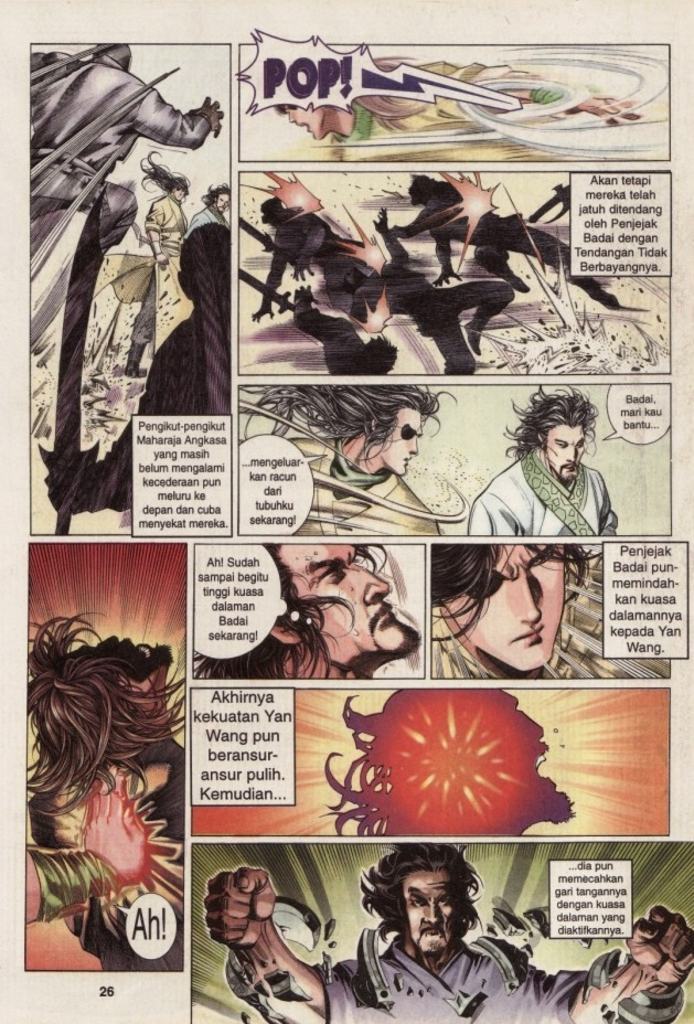 Pengikut-pengikut
Maharaja Angkasa
yang masih
belum mengalami
kecederaan pun
meluru ke
depan dan cuba
menyekat mereka.
POP!
Akan tetapi
mereka telah
jatuh ditendang
oleh Penjejak
Badai dengan
Tendangan Tidak
Berbayangnya.
Badai,
mari kau
bantu...
...mengeluar-
kan racun
dari
tubuhku
sekarang!
Ah!
Ah! Sudah
sampai begitu
tinggi kuasa
dalaman
Badai
sekarang!
Penjejak
Badai pun-
memindah-
kan kuasa
dalamannya
kepada Yan
Wang.
Akhirnya
kekuatan Yan
Wang pun
beransur-
ansur pulih.
Kemudian...
...dia pun
memecahkan
gari tangannya
dengan kuasa
dalaman yang
diaktifkannya.
26